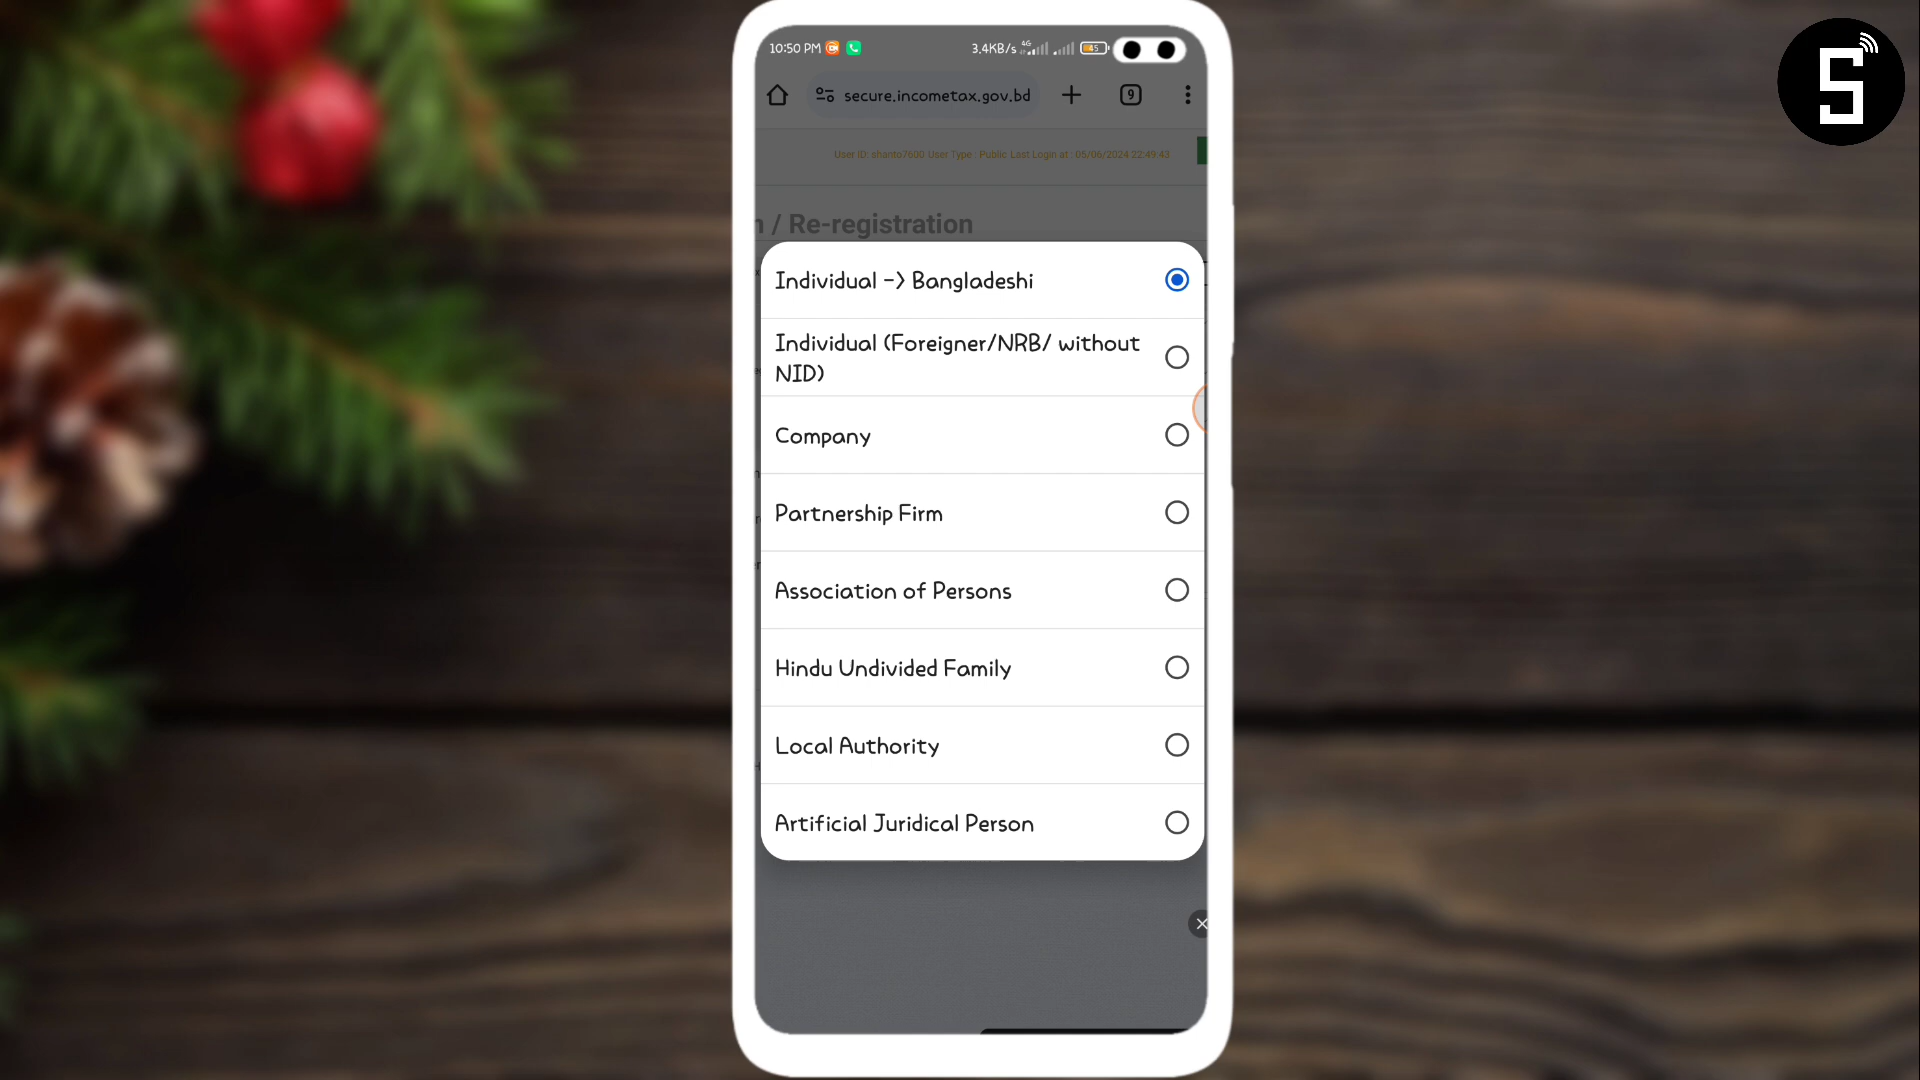 10:50 PM
3.4KB/s 4G 45
secure.incometax.gov.bd
9
User ID: shanto7600 User Type : Public Last Login at : 05/06/2024 22:49:43
/ Re-registration
Individual -> Bangladeshi
Individual (Foreigner/NRB/ without
NID)
Company
Partnership Firm
Association of Persons
Hindu Undivided Family
Local Authority
Artificial Juridical Person
S